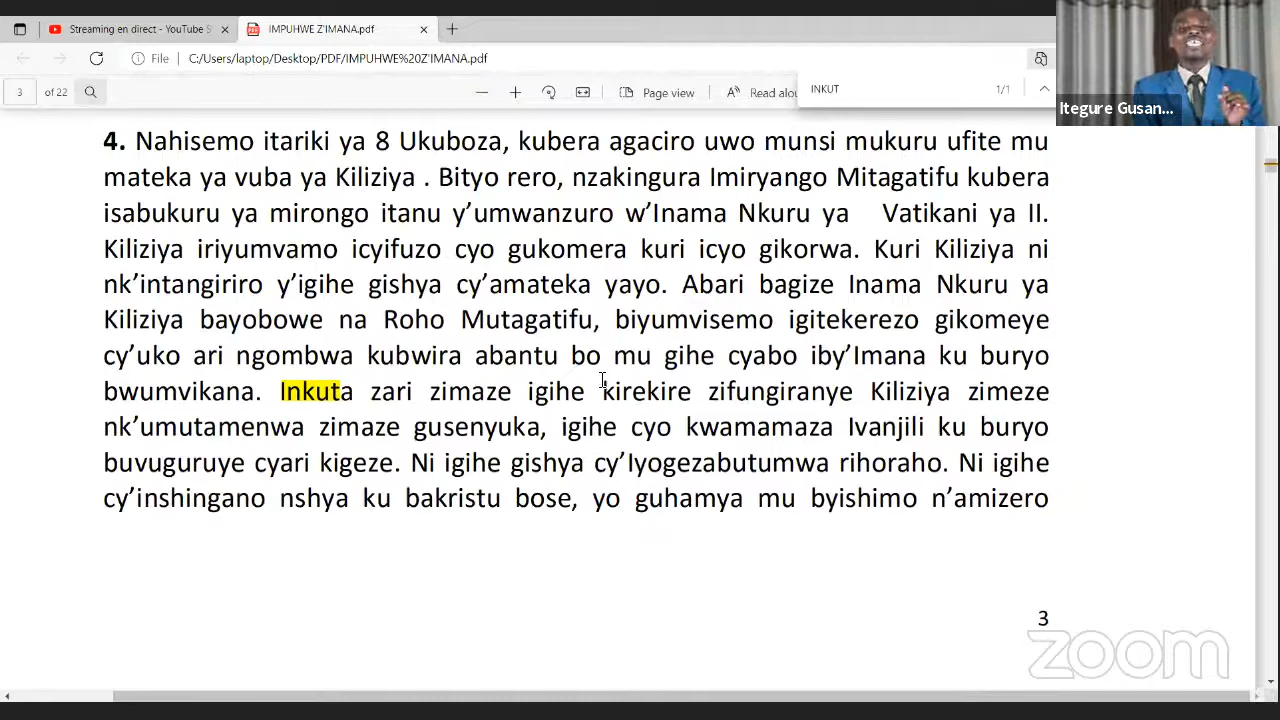 Streaming en direct - YouTube S
IMPUHWE Z'IMANA.pdf
File
C:/Users/laptop/Desktop/PDF/IMPUHWE%20Z'IMANA.pdf
3 of 22
Page view
Read alou
INKUT
1/1
Itegure Gusan...
4. Nahisemo itariki ya 8 Ukuboza, kubera agaciro uwo munsi mukuru ufite mu
mateka ya vuba ya Kiliziya . Bityo rero, nzakingura Imiryango Mitagatifu kubera
isabukuru ya mirongo itanu y’umwanzuro w’Inama Nkuru ya Vatikani ya II.
Kiliziya iriyumvamo icyifuzo cyo gukomera kuri icyo gikorwa. Kuri Kiliziya ni
nk’intangiriro y’igihe gishya cy’amateka yayo. Abari bagize Inama Nkuru ya
Kiliziya bayobowe na Roho Mutagatifu, biyumvisemo igitekerezo gikomeye
cy’uko ari ngombwa kubwira abantu bo mu gihe cyabo iby’Imana ku buryo
bwumvikana. Inkuta zari zimaze igihe kirekire zifungiranye Kiliziya zimeze
nk’umutamenwa zimaze gusenyuka, igihe cyo kwamamaza Ivanjili ku buryo
buvuguruye cyari kigeze. Ni igihe gishya cy’Iyogezabutumwa rihoraho. Ni igihe
cy’inshingano nshya ku bakristu bose, yo guhamya mu byishimo n’amizero
3
zoom